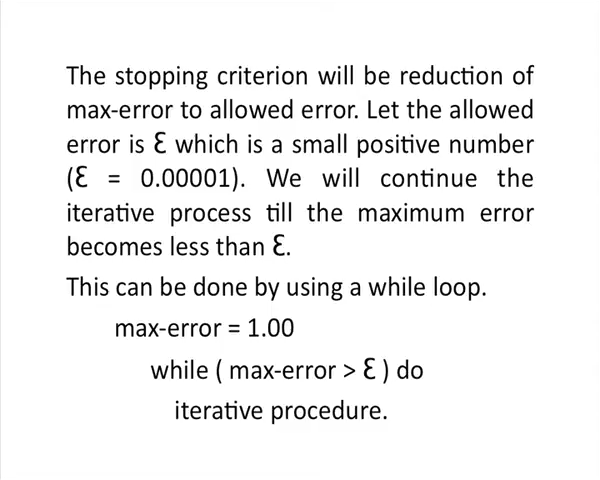 The stopping criterion will be reduction of
max-error to allowed error. Let the allowed
error is Ɛ which is a small positive number
(Ɛ = 0.00001). We will continue the
iterative process till the maximum error
becomes less than Ɛ.
This can be done by using a while loop.
max-error = 1.00
while ( max-error > Ɛ ) do
iterative procedure.